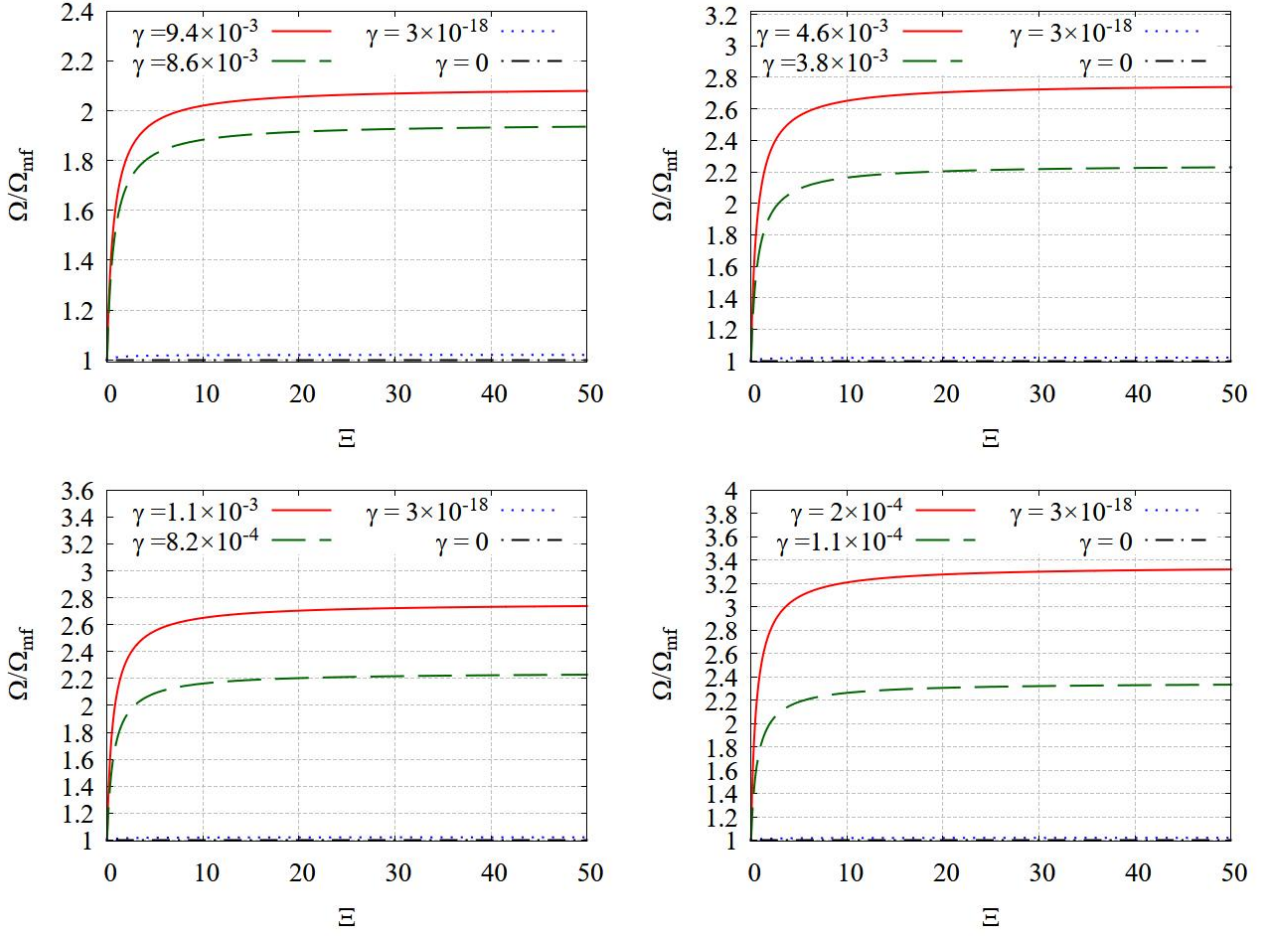 γ =9.4×10⁻³ γ = 3×10⁻¹⁸
γ =8.6×10⁻³ γ = 0
2.4
2.2
2
1.8
1.6
1.4
1.2
1
Ω/Ωmf
0 10 20 30 40 50
Ξ
γ = 4.6×10⁻³ γ = 3×10⁻¹⁸
γ =3.8×10⁻³ γ = 0
3.2
3
2.8
2.6
2.4
2.2
2
1.8
1.6
1.4
1.2
1
Ω/Ωmf
0 10 20 30 40 50
Ξ
γ =1.1×10⁻³ γ = 3×10⁻¹⁸
γ =8.2×10⁻⁴ γ = 0
3.6
3.4
3.2
3
2.8
2.6
2.4
2.2
2
1.8
1.6
1.4
1.2
1
Ω/Ωmf
0 10 20 30 40 50
Ξ
γ = 2×10⁻⁴ γ = 3×10⁻¹⁸
γ =1.1×10⁻⁴ γ = 0
4
3.8
3.6
3.4
3.2
3
2.8
2.6
2.4
2.2
2
1.8
1.6
1.4
1.2
1
Ω/Ωmf
0 10 20 30 40 50
Ξ